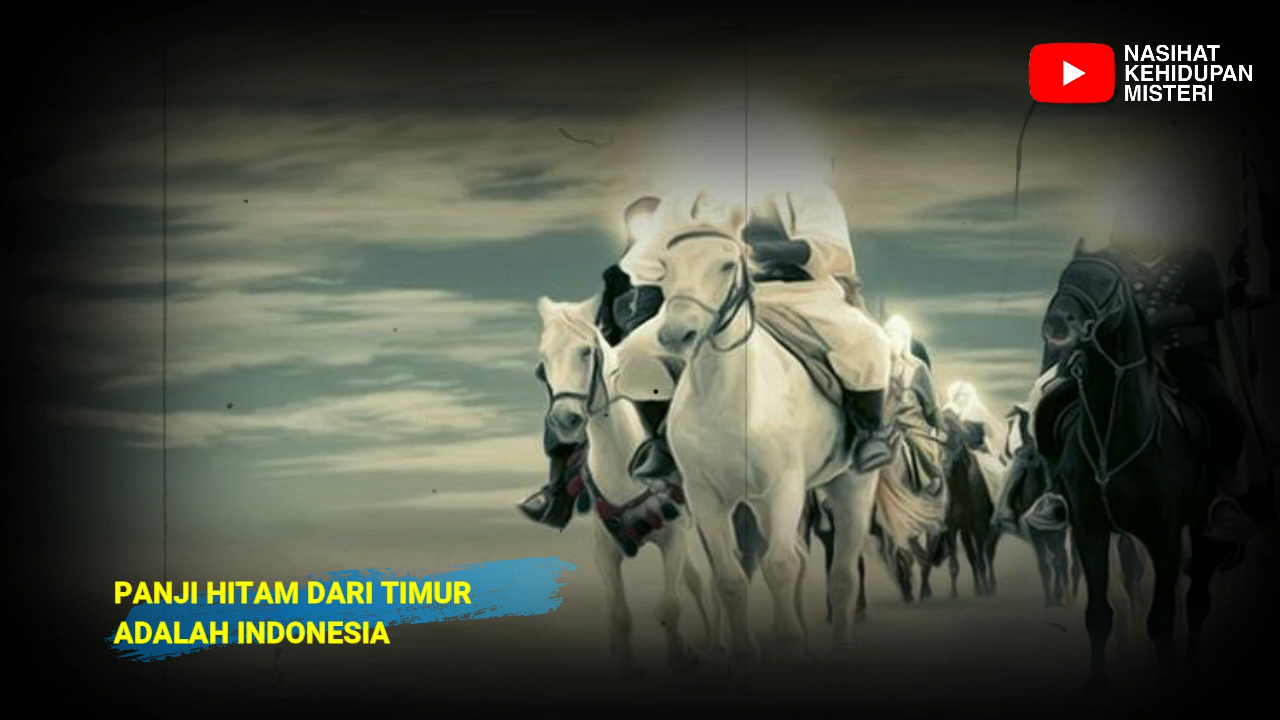 NASIHAT
KEHIDUPAN
MISTERI
PANJI HITAM DARI TIMUR
ADALAH INDONESIA